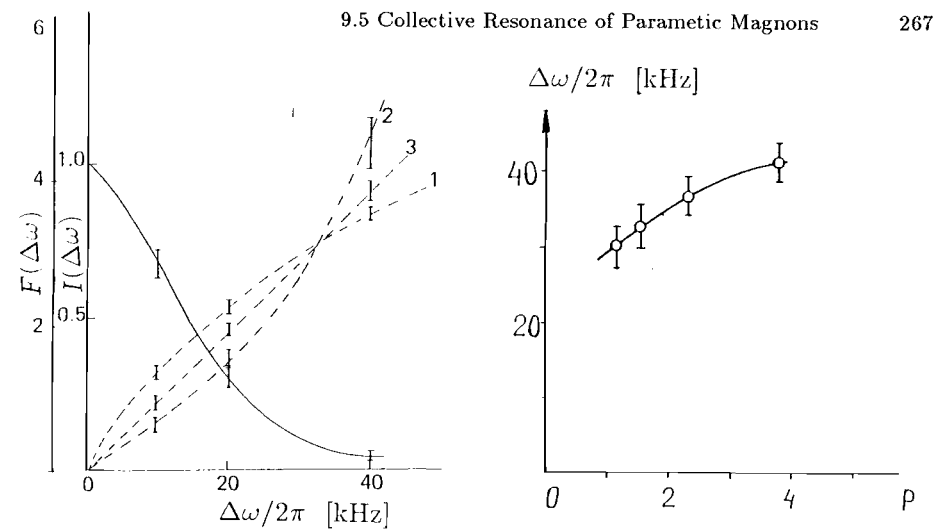 9.5 Collective Resonance of Parametic Magnons 267
6
4
2
F(Δω)
1.0
0.5
I(Δω)
2
3
1
0 20 40
Δω/2π [kHz]
Δω/2π [kHz]
40
20
0 2 4 P